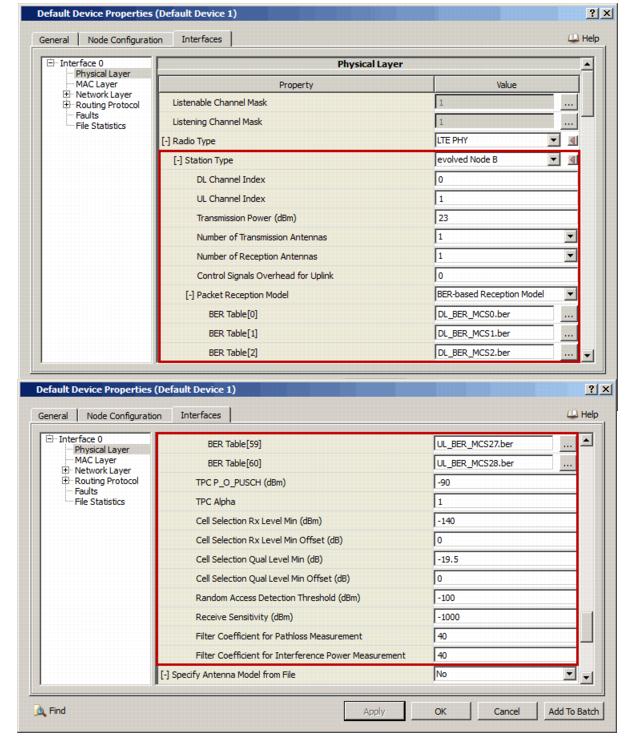 Default Device Properties (Default Device 1)
General Node Configuration Interfaces Help
Interface 0
Physical Layer
MAC Layer
Network Layer
Routing Protocol
Faults
File Statistics
Physical Layer
Property Value
Listenable Channel Mask 1 ...
Listening Channel Mask 1 ...
[-] Radio Type LTE PHY
[-] Station Type evolved Node B
DL Channel Index 0
UL Channel Index 1
Transmission Power (dBm) 23
Number of Transmission Antennas 1
Number of Reception Antennas 1
Control Signals Overhead for Uplink 0
[-] Packet Reception Model BER-based Reception Model
BER Table[0] DL_BER_MCS0.ber ...
BER Table[1] DL_BER_MCS1.ber ...
BER Table[2] DL_BER_MCS2.ber ...
Default Device Properties (Default Device 1)
General Node Configuration Interfaces Help
Interface 0
Physical Layer
MAC Layer
Network Layer
Routing Protocol
Faults
File Statistics
BER Table[59] UL_BER_MCS27.ber ...
BER Table[60] UL_BER_MCS28.ber ...
TPC P_O_PUSCH (dBm) -90
TPC Alpha 1
Cell Selection Rx Level Min (dBm) -140
Cell Selection Rx Level Min Offset (dB) 0
Cell Selection Qual Level Min (dB) -19.5
Cell Selection Qual Level Min Offset (dB) 0
Random Access Detection Threshold (dBm) -100
Receive Sensitivity (dBm) -1000
Filter Coefficient for Pathloss Measurement 40
Filter Coefficient for Interference Power Measurement 40
[-] Specify Antenna Model from File No
Find Apply OK Cancel Add To Batch